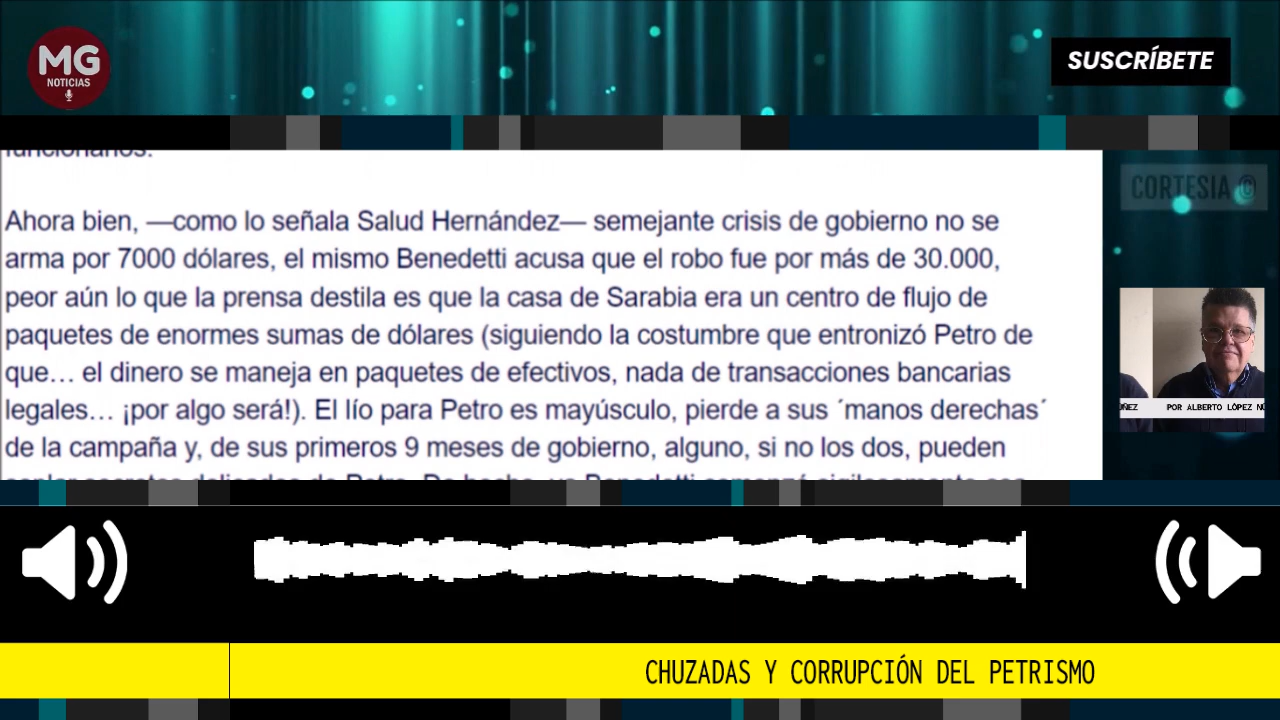 MG
NOTICIAS
SUSCRÍBETE
funcionarios.
CORTESIA ©
Ahora bien, —como lo señala Salud Hernández— semejante crisis de gobierno no se
arma por 7000 dólares, el mismo Benedetti acusa que el robo fue por más de 30.000,
peor aún lo que la prensa destila es que la casa de Sarabia era un centro de flujo de
paquetes de enormes sumas de dólares (siguiendo la costumbre que entronizó Petro de
que… el dinero se maneja en paquetes de efectivos, nada de transacciones bancarias
legales… ¡por algo será!). El lío para Petro es mayúsculo, pierde a sus ´manos derechas´
de la campaña y, de sus primeros 9 meses de gobierno, alguno, si no los dos, pueden
POR ALBERTO LÓPEZ
CHUZADAS Y CORRUPCIÓN DEL PETRISMO